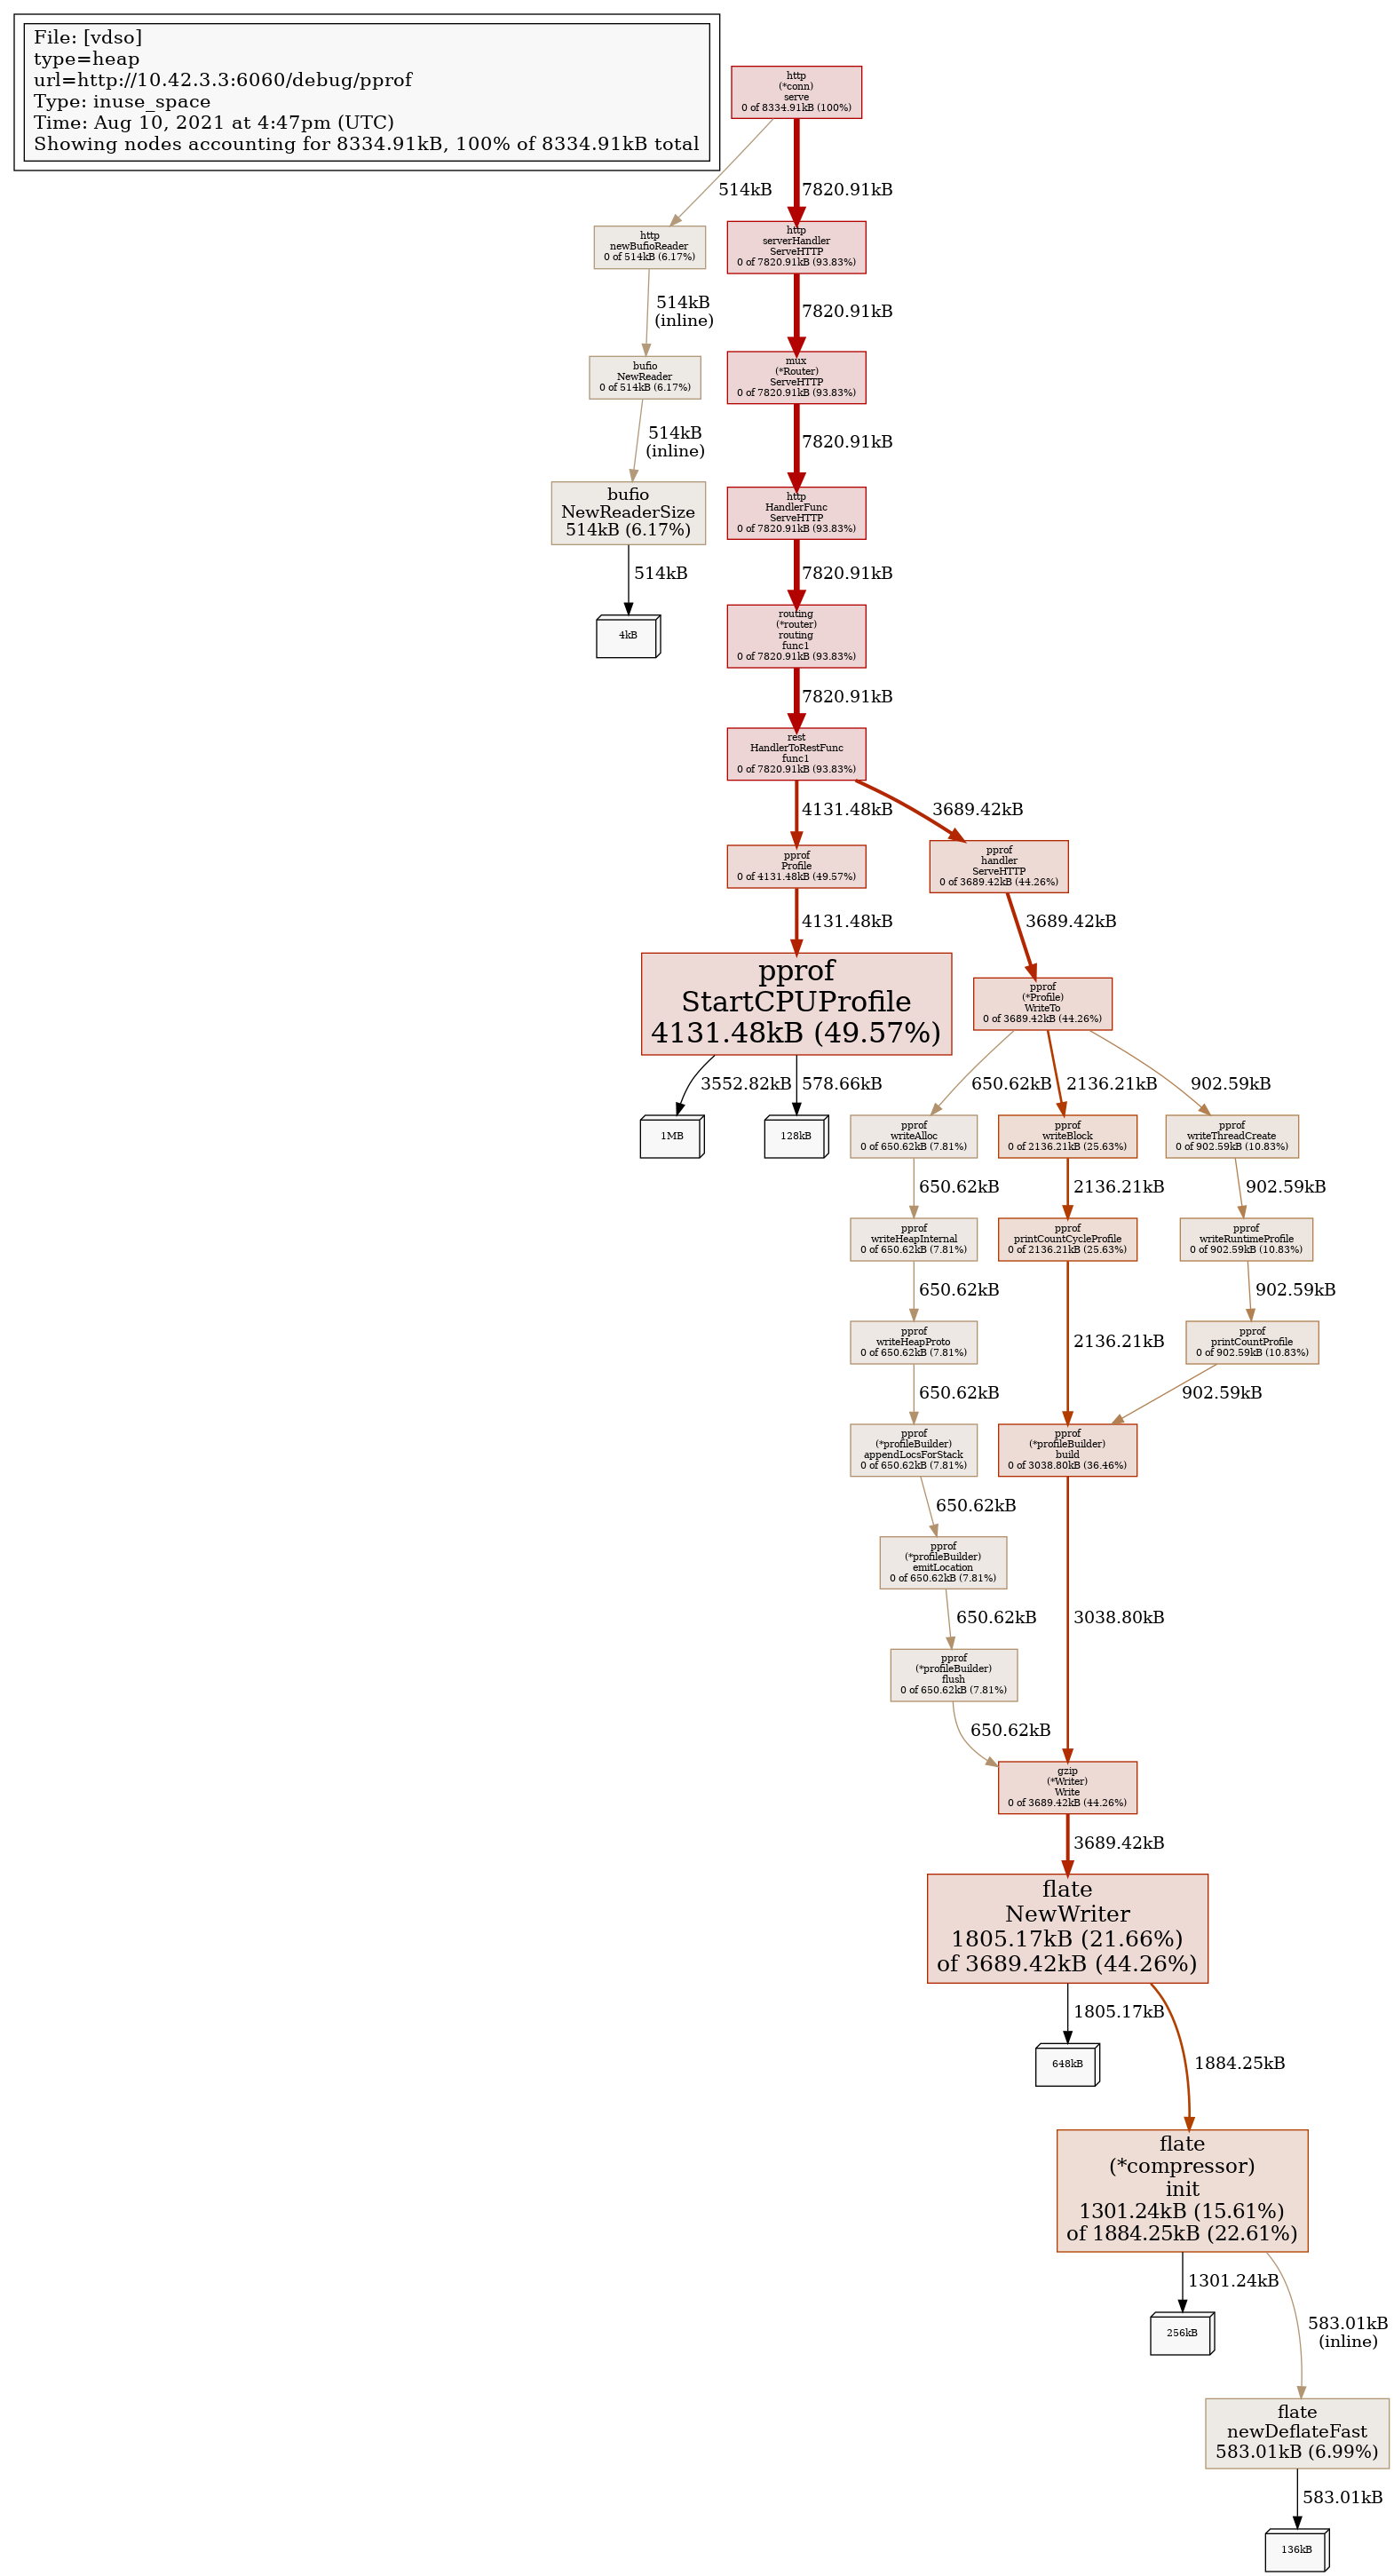 File: [vdso]
type=heap
url=http://10.42.3.3:6060/debug/pprof
Type: inuse_space
Time: Aug 10, 2021 at 4:47pm (UTC)
Showing nodes accounting for 8334.91kB, 100% of 8334.91kB total
http
(*conn)
serve
0 of 8334.91kB (100%)
514kB
7820.91kB
http
newBufioReader
0 of 514kB (6.17%)
http
serverHandler
ServeHTTP
0 of 7820.91kB (93.83%)
514kB
(inline)
7820.91kB
bufio
NewReader
0 of 514kB (6.17%)
mux
(*Router)
ServeHTTP
0 of 7820.91kB (93.83%)
514kB
(inline)
7820.91kB
bufio
NewReaderSize
514kB (6.17%)
http
HandlerFunc
ServeHTTP
0 of 7820.91kB (93.83%)
514kB
7820.91kB
4kB
routing
(*router)
routing
func1
0 of 7820.91kB (93.83%)
7820.91kB
rest
HandlerToRestFunc
func1
0 of 7820.91kB (93.83%)
4131.48kB
3689.42kB
pprof
Profile
0 of 4131.48kB (49.57%)
pprof
handler
ServeHTTP
0 of 3689.42kB (44.26%)
4131.48kB
3689.42kB
pprof
StartCPUProfile
4131.48kB (49.57%)
pprof
(*Profile)
WriteTo
0 of 3689.42kB (44.26%)
3552.82kB
578.66kB
650.62kB
2136.21kB
902.59kB
1MB
128kB
pprof
writeAlloc
0 of 650.62kB (7.81%)
pprof
writeBlock
0 of 2136.21kB (25.63%)
pprof
writeThreadCreate
0 of 902.59kB (10.83%)
650.62kB
2136.21kB
902.59kB
pprof
writeHeapInternal
0 of 650.62kB (7.81%)
pprof
printCountCycleProfile
0 of 2136.21kB (25.63%)
pprof
writeRuntimeProfile
0 of 902.59kB (10.83%)
650.62kB
902.59kB
pprof
writeHeapProto
0 of 650.62kB (7.81%)
2136.21kB
pprof
printCountProfile
0 of 902.59kB (10.83%)
650.62kB
902.59kB
pprof
(*profileBuilder)
appendLocsForStack
0 of 650.62kB (7.81%)
pprof
(*profileBuilder)
build
0 of 3038.80kB (36.46%)
650.62kB
pprof
(*profileBuilder)
emitLocation
0 of 650.62kB (7.81%)
650.62kB
3038.80kB
pprof
(*profileBuilder)
flush
0 of 650.62kB (7.81%)
650.62kB
gzip
(*Writer)
Write
0 of 3689.42kB (44.26%)
3689.42kB
flate
NewWriter
1805.17kB (21.66%)
of 3689.42kB (44.26%)
1805.17kB
648kB
1884.25kB
flate
(*compressor)
init
1301.24kB (15.61%)
of 1884.25kB (22.61%)
1301.24kB
256kB
583.01kB
(inline)
flate
newDeflateFast
583.01kB (6.99%)
583.01kB
136kB